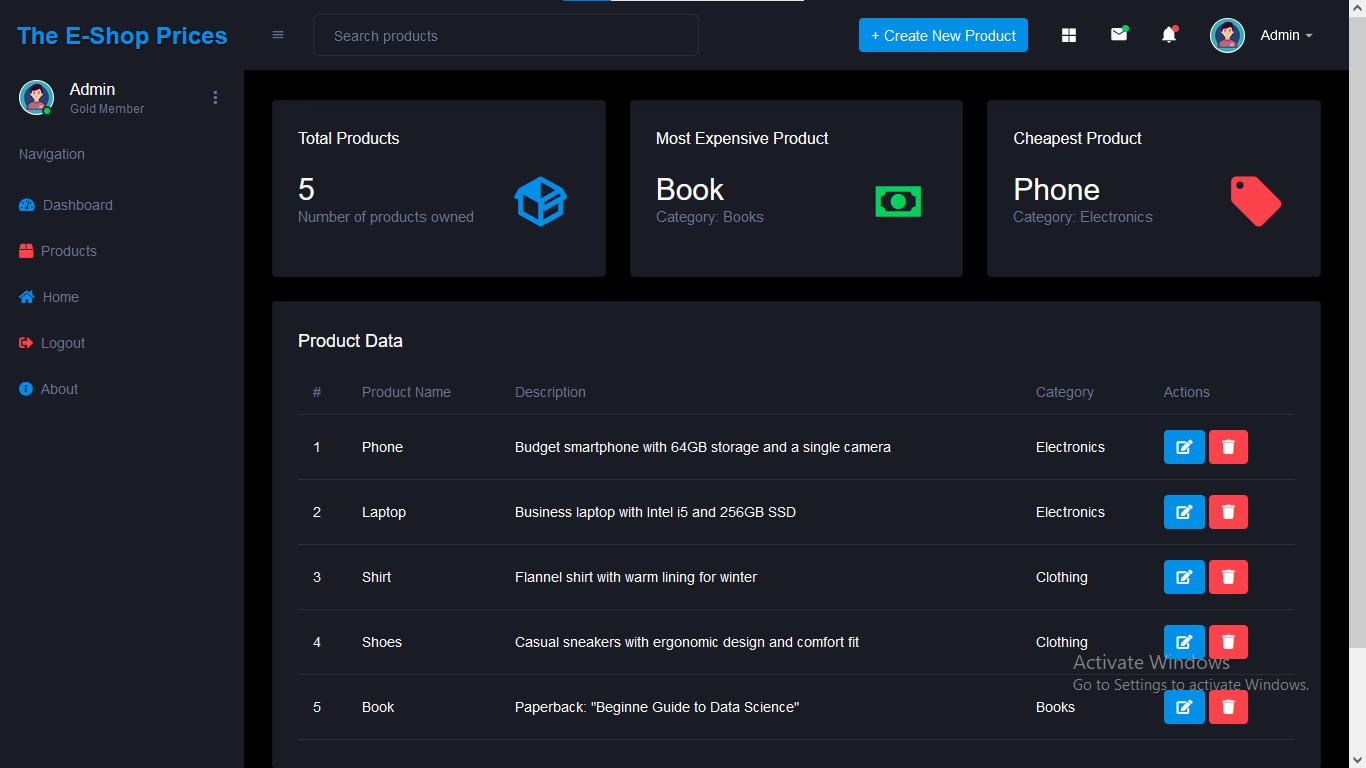 The E-Shop Prices
Search products
+ Create New Product
Admin
Admin
Gold Member
Navigation
Dashboard
Products
Home
Logout
About
Total Products
5
Number of products owned
Most Expensive Product
Book
Category: Books
Cheapest Product
Phone
Category: Electronics
Product Data
# Product Name Description Category Actions
1 Phone Budget smartphone with 64GB storage and a single camera Electronics
2 Laptop Business laptop with Intel i5 and 256GB SSD Electronics
3 Shirt Flannel shirt with warm lining for winter Clothing
4 Shoes Casual sneakers with ergonomic design and comfort fit Clothing
5 Book Paperback: "Beginne Guide to Data Science" Books
Activate Windows
Go to Settings to activate Windows.